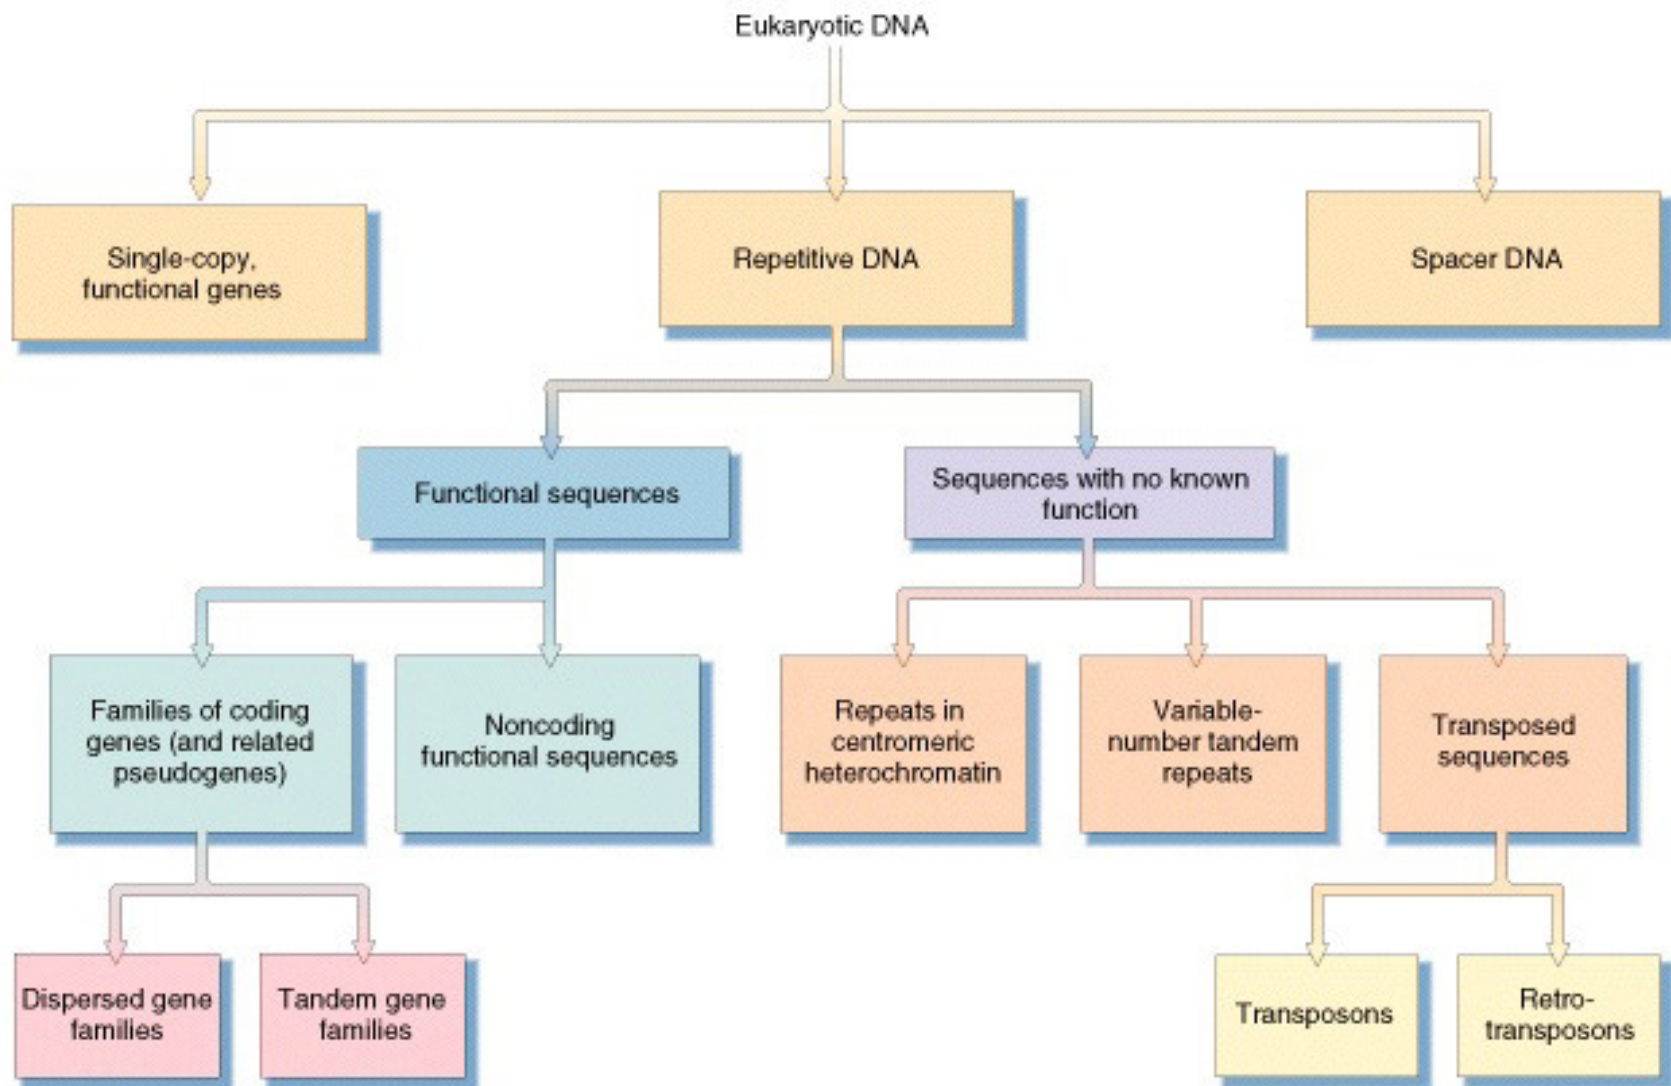 Eukaryotic DNA
Single-copy,
functional genes
Repetitive DNA
Spacer DNA
Functional sequences
Sequences with no known
function
Families of coding
genes (and related
pseudogenes)
Noncoding
functional sequences
Repeats in
centromeric
heterochromatin
Variable-
number tandem
repeats
Transposed
sequences
Dispersed gene
families
Tandem gene
families
Transposons
Retro-
transposons